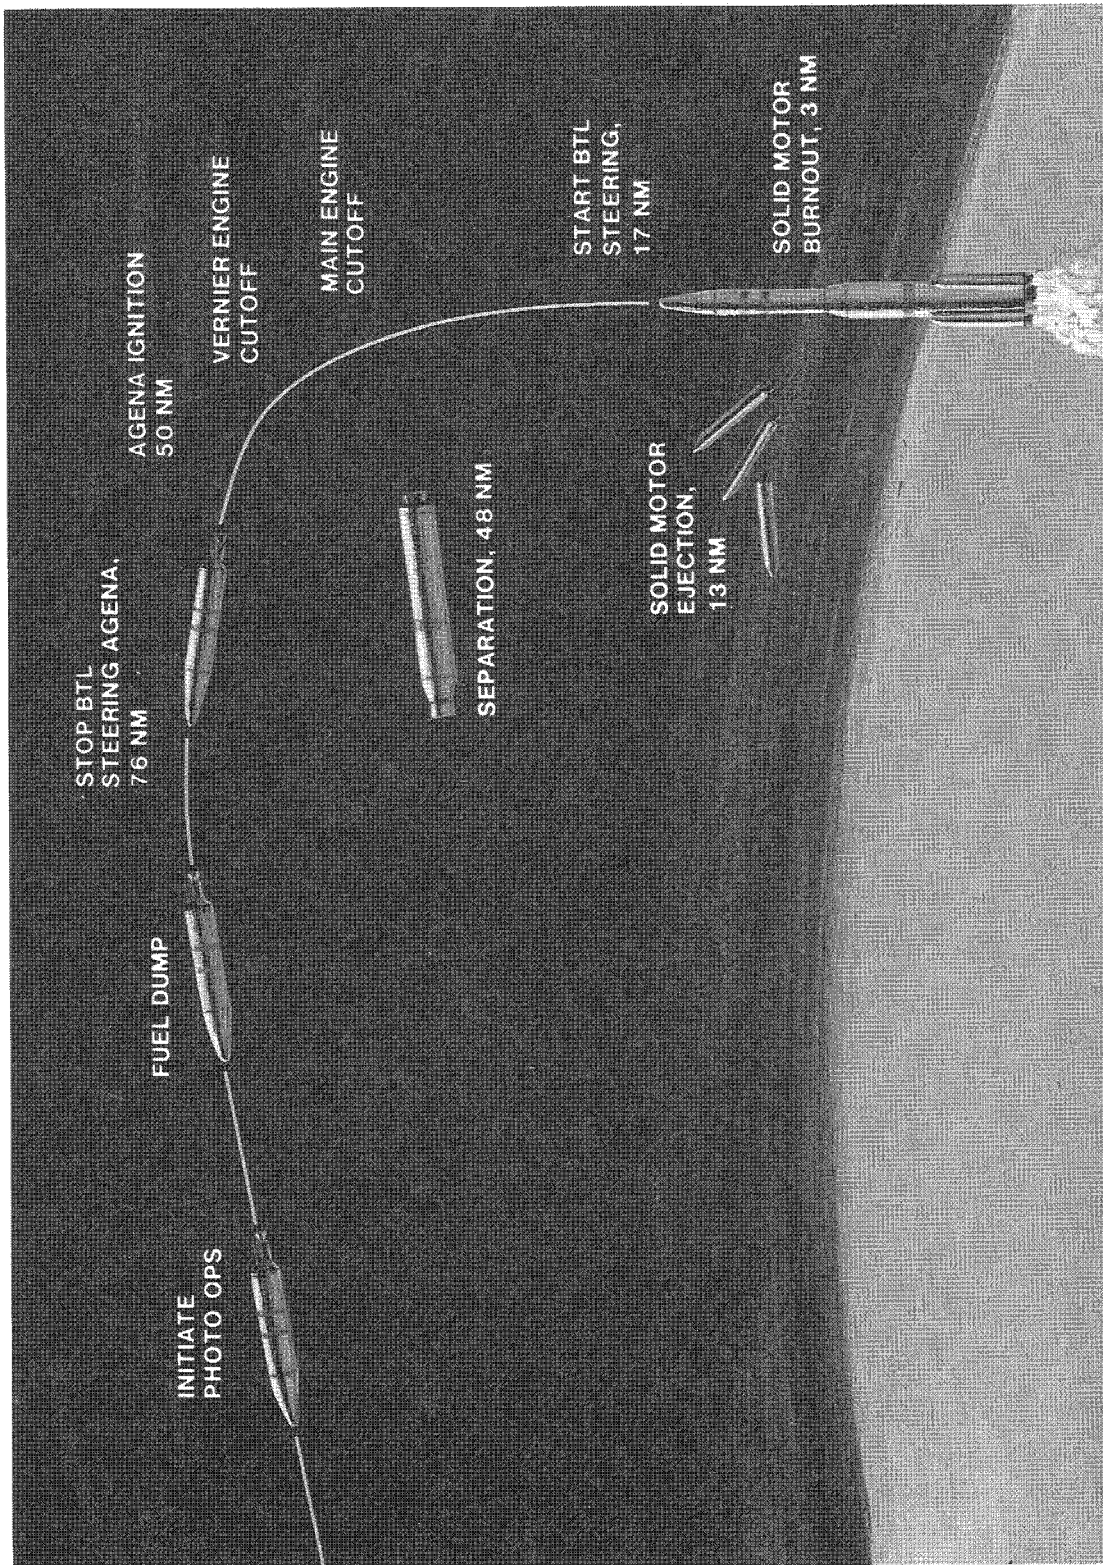 STOP BTL
STEERING AGENA,
76 NM
AGENA IGNITION
50 NM
FUEL DUMP
INITIATE
PHOTO OPS
VERNIER ENGINE
CUTOFF
MAIN ENGINE
CUTOFF
SEPARATION, 48 NM
START BTL
STEERING,
17 NM
SOLID MOTOR
EJECTION,
13 NM
SOLID MOTOR
BURNOUT, 3 NM